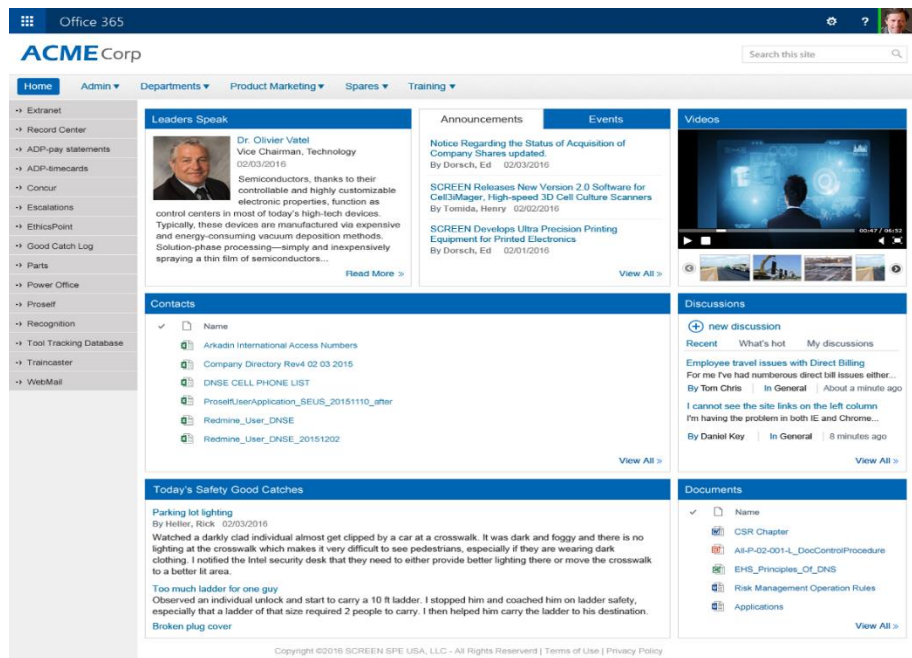 Office 365
?
ACME Corp
Search this site
Home
Admin
Departments
Product Marketing
Spares
Training
Extranet
Record Center
ADP-pay statements
ADP-timecards
Concur
Escalations
EthicsPoint
Good Catch Log
Parts
Power Office
Proself
Recognition
Tool Tracking Database
Traincaster
WebMail
Leaders Speak
Dr. Olivier Vatel
Vice Chairman, Technology
02/03/2016
Semiconductors, thanks to their
controllable and highly customizable
electronic properties, function as
control centers in most of today's high-tech devices.
Typically, these devices are manufactured via expensive
and energy-consuming vacuum deposition methods.
Solution-phase processing—simply and inexpensively
spraying a thin film of semiconductors...
Read More »
Announcements
Events
Notice Regarding the Status of Acquisition of
Company Shares updated.
By Dorsch, Ed 02/03/2016
SCREEN Releases New Version 2.0 Software for
Cell3iMager, High-speed 3D Cell Culture Scanners
By Tomida, Henry 02/02/2016
SCREEN Develops Ultra Precision Printing
Equipment for Printed Electronics
By Dorsch, Ed 02/01/2016
View All »
Videos
00:47 / 06:52
Contacts
Name
Arkadin International Access Numbers
Company Directory Rev4 02 03 2015
DNSE CELL PHONE LIST
ProselfUserApplication_SEUS_20151110_after
Redmine_User_DNSE
Redmine_User_DNSE_20151202
View All »
Discussions
new discussion
Recent What's hot My discussions
Employee travel issues with Direct Billing
For me I've had numberous direct bill issues either...
By Tom Chris | In General | About a minute ago
I cannot see the site links on the left column
I'm having the problem in both IE and Chrome...
By Daniel Key | In General | 8 minutes ago
View All »
Today's Safety Good Catches
Parking lot lighting
By Heller, Rick 02/03/2016
Watched a darkly clad individual almost get clipped by a car at a crosswalk. It was dark and foggy and there is no
lighting at the crosswalk which makes it very difficult to see pedestrians, especially if they are wearing dark
clothing. I notified the Intel security desk that they need to either provide better lighting there or move the crosswalk
to a better lit area.
Too much ladder for one guy
Observed an individual unlock and start to carry a 10 ft ladder. I stopped him and coached him on ladder safety,
especially that a ladder of that size required 2 people to carry. I then helped him carry the ladder to his destination.
Broken plug cover
Documents
Name
CSR Chapter
All-P-02-001-L_DocControlProcedure
EHS_Principles_Of_DNS
Risk Management Operation Rules
Applications
View All »
Copyright ©2016 SCREEN SPE USA, LLC - All Rights Reserverd | Terms of Use | Privacy Policy